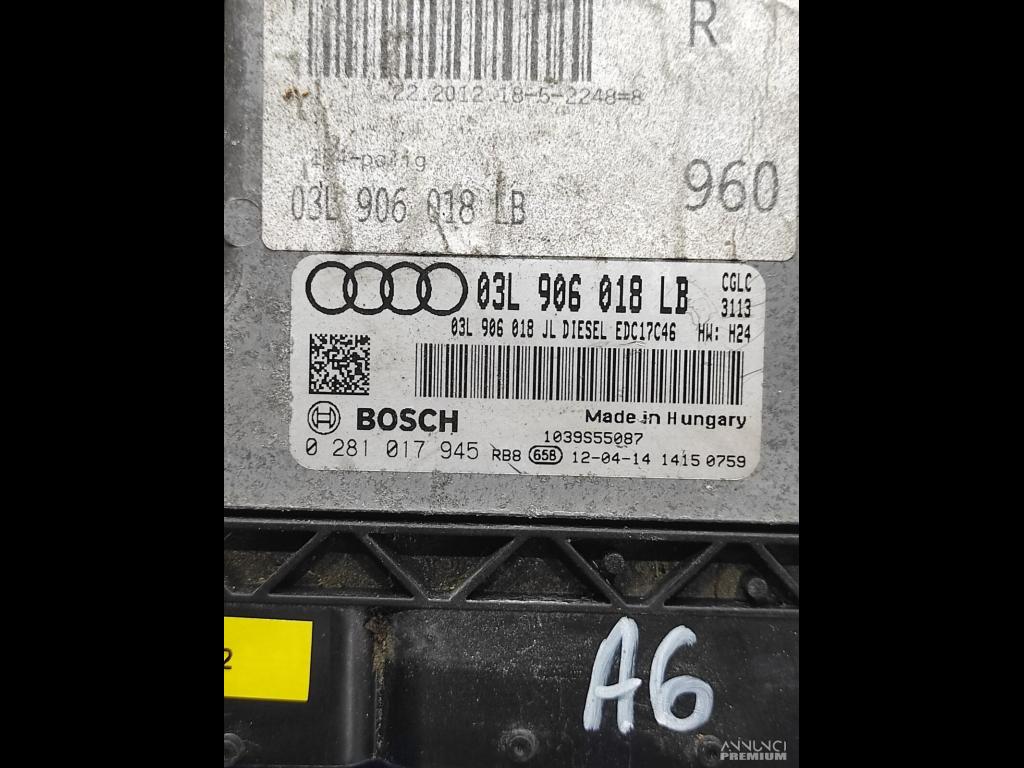 R
22.2012.18-5-2248=8
03L 906 018 LB
960
03L 906 018 LB
CGLC
3113
03L 906 018 JL DIESEL EDC17C46 HW: H24
BOSCH
Made in Hungary
1039S55087
0 281 017 945 RB8 658 12-04-14 1415 0759
2
A6
ANNUNCI
PREMIUM